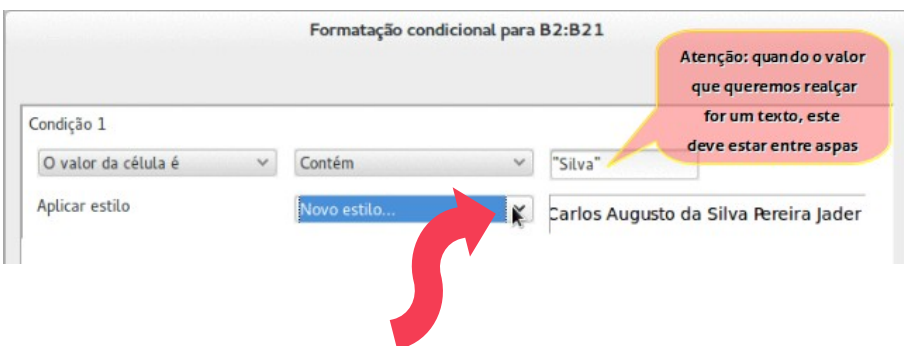 Formatação condicional para B2:B21
Atenção: quando o valor
que queremos realçar
for um texto, este
deve estar entre aspas
Condição 1
O valor da célula é
Contém
"Silva"
Aplicar estilo
Novo estilo...
Carlos Augusto da Silva Pereira Jader